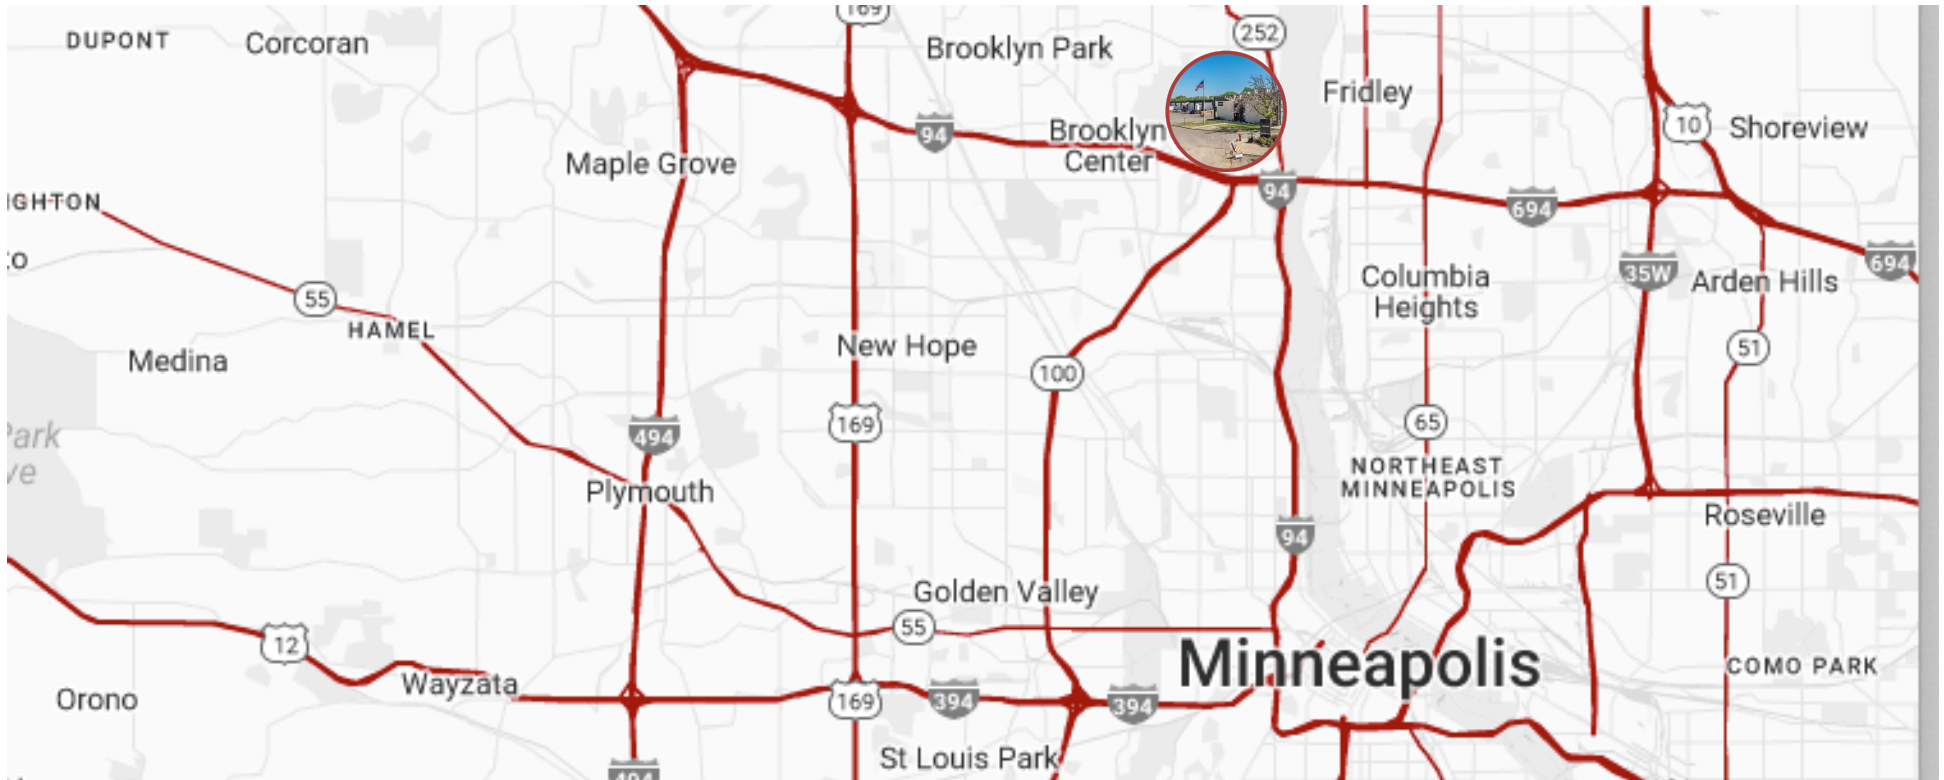 169
DUPONT
Corcoran
Brooklyn Park
252
Fridley
10
Shoreview
94
Brooklyn
Center
Maple Grove
94
694
GHTON
694
35W
Arden Hills
Columbia
Heights
55
HAMEL
Medina
New Hope
51
100
169
65
494
NORTHEAST
MINNEAPOLIS
Plymouth
Roseville
94
51
Golden Valley
55
12
Minneapolis
COMO PARK
Wayzata
Orono
169
394
394
St Louis Park
494